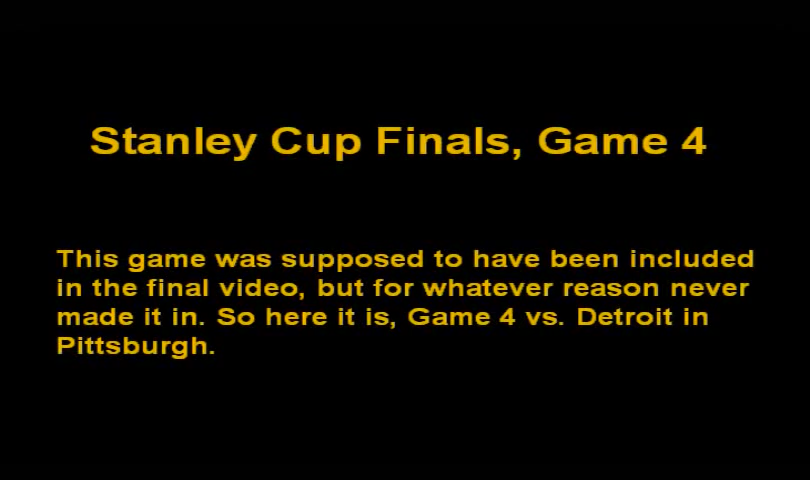 Stanley Cup Finals, Game 4
This game was supposed to have been included
in the final video, but for whatever reason never
made it in. So here it is, Game 4 vs. Detroit in
Pittsburgh.